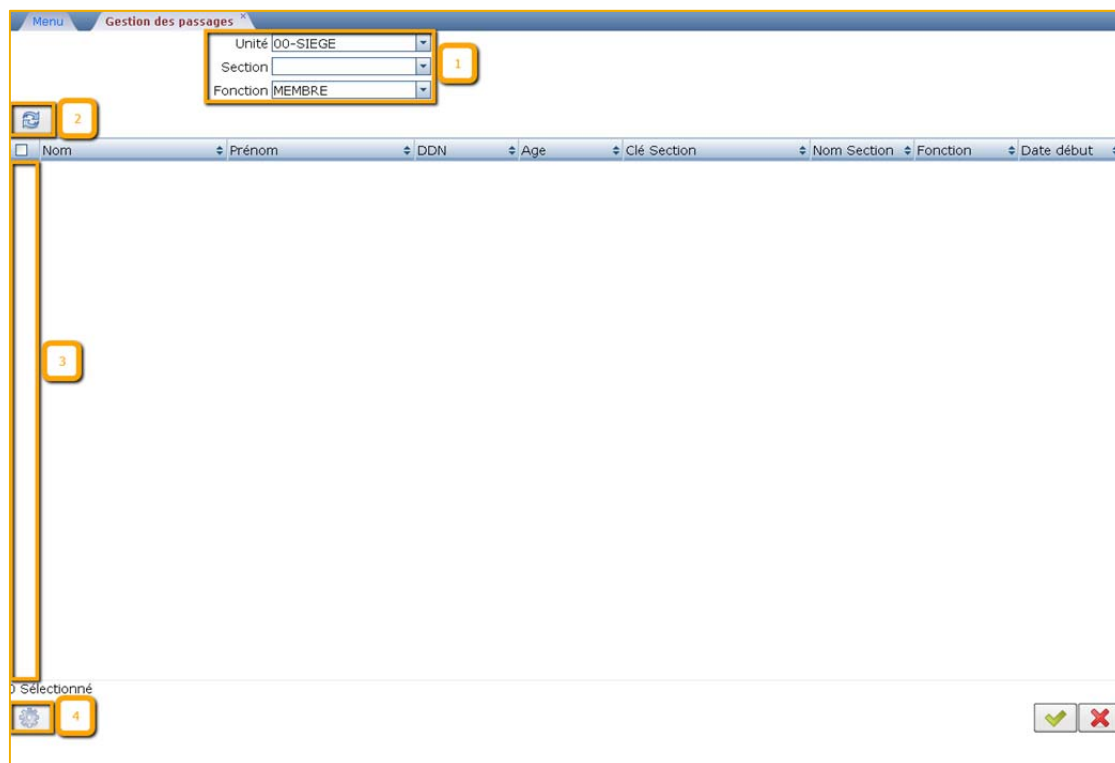 Menu Gestion des passages ×
Unité 00-SIEGE
1
Section
Fonction MEMBRE
2
Nom Prénom DDN Age Clé Section Nom Section Fonction Date début
3
0 Sélectionné
4